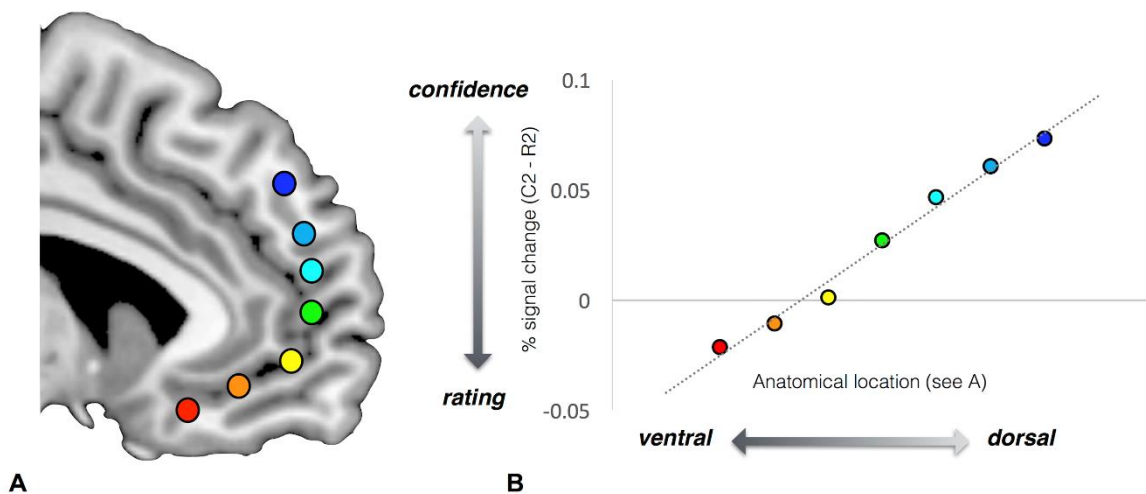 confidence
rating
A
% signal change (C2 - R2)
0.1
0.05
0
-0.05
Anatomical location (see A)
ventral
dorsal
B